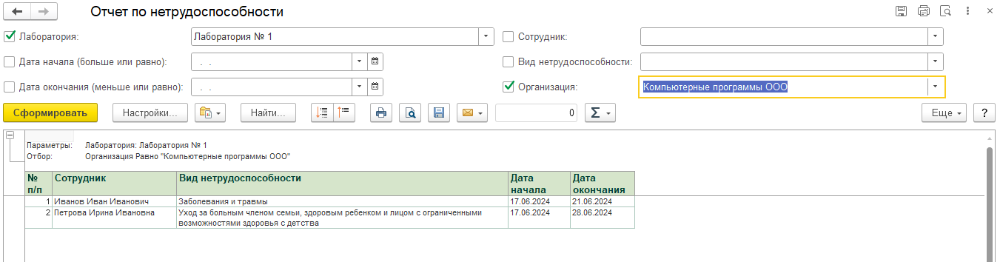 Отчет по нетрудоспособности
Лаборатория: Лаборатория № 1 Сотрудник:
Дата начала (больше или равно): . . Вид нетрудоспособности:
Дата окончания (меньше или равно): . . Организация: Компьютерные программы ООО
Сформировать Настройки... Найти... 0 Σ Еще ?
Параметры: Лаборатория: Лаборатория № 1
Отбор: Организация Равно "Компьютерные программы ООО"
№ п/п Сотрудник Вид нетрудоспособности Дата начала Дата окончания
1 Иванов Иван Иванович Заболевания и травмы 17.06.2024 21.06.2024
2 Петрова Ирина Ивановна Уход за больным членом семьи, здоровым ребенком и лицом с ограниченными 17.06.2024 28.06.2024
возможностями здоровья с детства